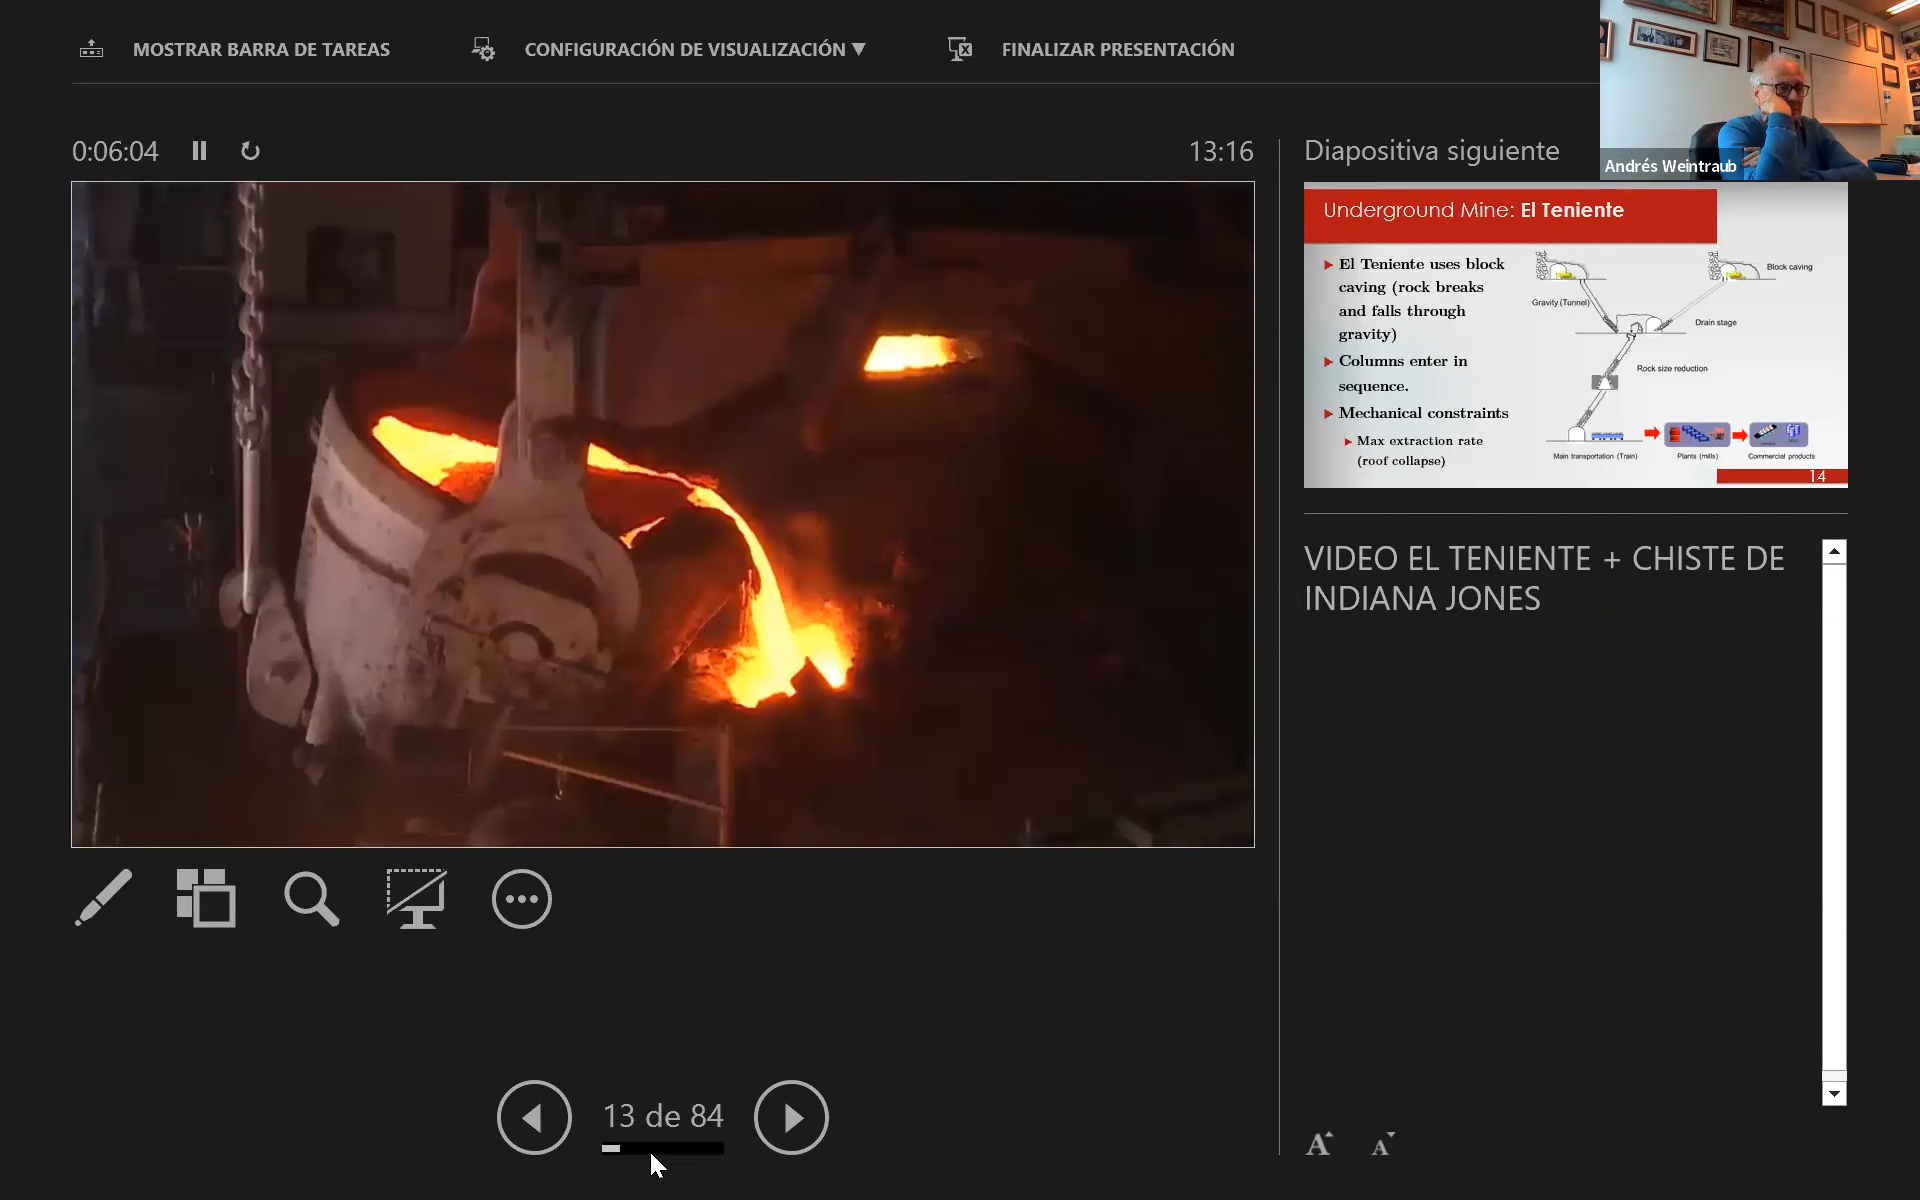 MOSTRAR BARRA DE TAREAS
CONFIGURACIÓN DE VISUALIZACIÓN ▼
FINALIZAR PRESENTACIÓN
Andrés Weintraub
0:06:04
13:16
Diapositiva siguiente
Underground Mine: El Teniente
El Teniente uses block
caving (rock breaks
and falls through
gravity)
Columns enter in
sequence.
Mechanical constraints
Max extraction rate
(roof collapse)
Block caving
Gravity (Tunnel)
Drain stage
Rock size reduction
Main transportation (Train)
Plants (mills)
Commercial products
14
VIDEO EL TENIENTE + CHISTE DE
INDIANA JONES
13 de 84
A
A